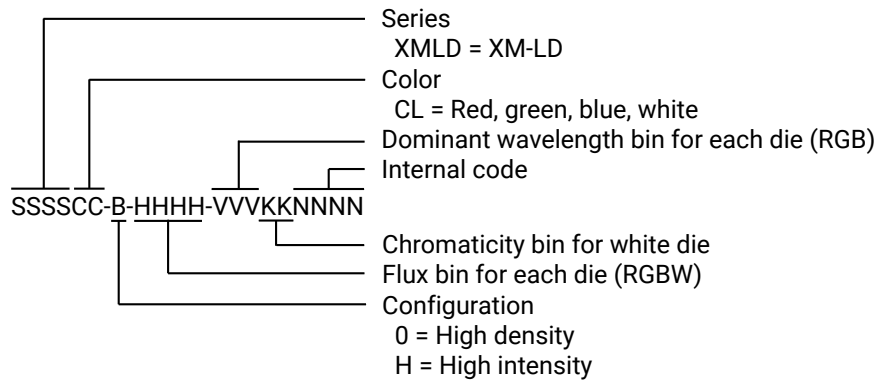 Series
XMLD = XM-LD
Color
CL = Red, green, blue, white
Dominant wavelength bin for each die (RGB)
Internal code
SSSSCC-B-HHHH-VVVKKNNNN
Chromaticity bin for white die
Flux bin for each die (RGBW)
Configuration
0 = High density
H = High intensity